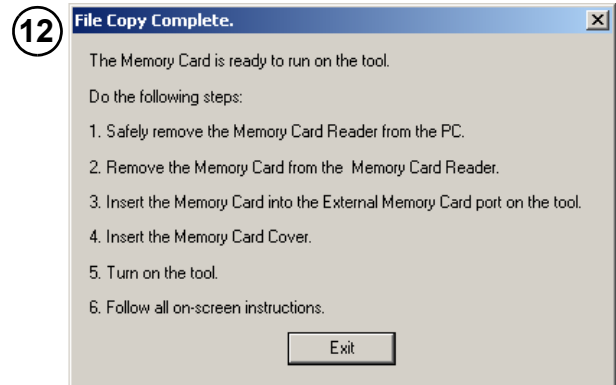 12
File Copy Complete.
The Memory Card is ready to run on the tool.
Do the following steps:
1. Safely remove the Memory Card Reader from the PC.
2. Remove the Memory Card from the  Memory Card Reader.
3. Insert the Memory Card into the External Memory Card port on the tool.
4. Insert the Memory Card Cover.
5. Turn on the tool.
6. Follow all on-screen instructions.
Exit